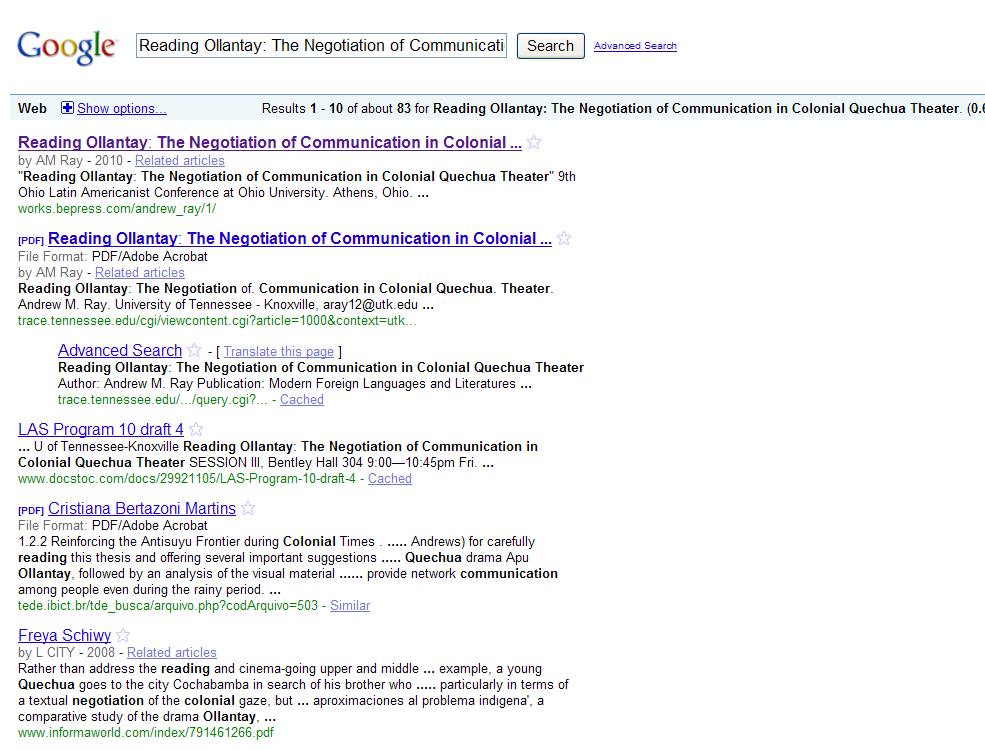 Google Reading Ollantay: The Negotiation of Communicati Search Advanced Search
Web Show options... Results 1 - 10 of about 83 for Reading Ollantay: The Negotiation of Communication in Colonial Quechua Theater. (0.6
Reading Ollantay: The Negotiation of Communication in Colonial ...
by AM Ray - 2010 - Related articles
"Reading Ollantay: The Negotiation of Communication in Colonial Quechua Theater" 9th
Ohio Latin Americanist Conference at Ohio University. Athens, Ohio. ...
works.bepress.com/andrew_ray/1/
[PDF] Reading Ollantay: The Negotiation of Communication in Colonial ...
File Format: PDF/Adobe Acrobat
by AM Ray - Related articles
Reading Ollantay: The Negotiation of. Communication in Colonial Quechua. Theater.
Andrew M. Ray. University of Tennessee - Knoxville, aray12@utk.edu ...
trace.tennessee.edu/cgi/viewcontent.cgi?article=1000&context=utk...
Advanced Search - [ Translate this page ]
Reading Ollantay: The Negotiation of Communication in Colonial Quechua Theater
Author: Andrew M. Ray Publication: Modern Foreign Languages and Literatures ...
trace.tennessee.edu/.../query.cgi?... - Cached
LAS Program 10 draft 4
... U of Tennessee-Knoxville Reading Ollantay: The Negotiation of Communication in
Colonial Quechua Theater SESSION III, Bentley Hall 304 9:00—10:45pm Fri. ...
www.docstoc.com/docs/29921105/LAS-Program-10-draft-4 - Cached
[PDF] Cristiana Bertazoni Martins
File Format: PDF/Adobe Acrobat
1.2.2 Reinforcing the Antisuyu Frontier during Colonial Times . ..... Andrews) for carefully
reading this thesis and offering several important suggestions ..... Quechua drama Apu
Ollantay, followed by an analysis of the visual material ...... provide network communication
among people even during the rainy period. ...
tede.ibict.br/tde_busca/arquivo.php?codArquivo=503 - Similar
Freya Schiwy
by L CITY - 2008 - Related articles
Rather than address the reading and cinema-going upper and middle ... example, a young
Quechua goes to the city Cochabamba in search of his brother who ..... particularly in terms of
a textual negotiation of the colonial gaze, but ... aproximaciones al problema indıgena', a
comparative study of the drama Ollantay, ...
www.informaworld.com/index/791461266.pdf